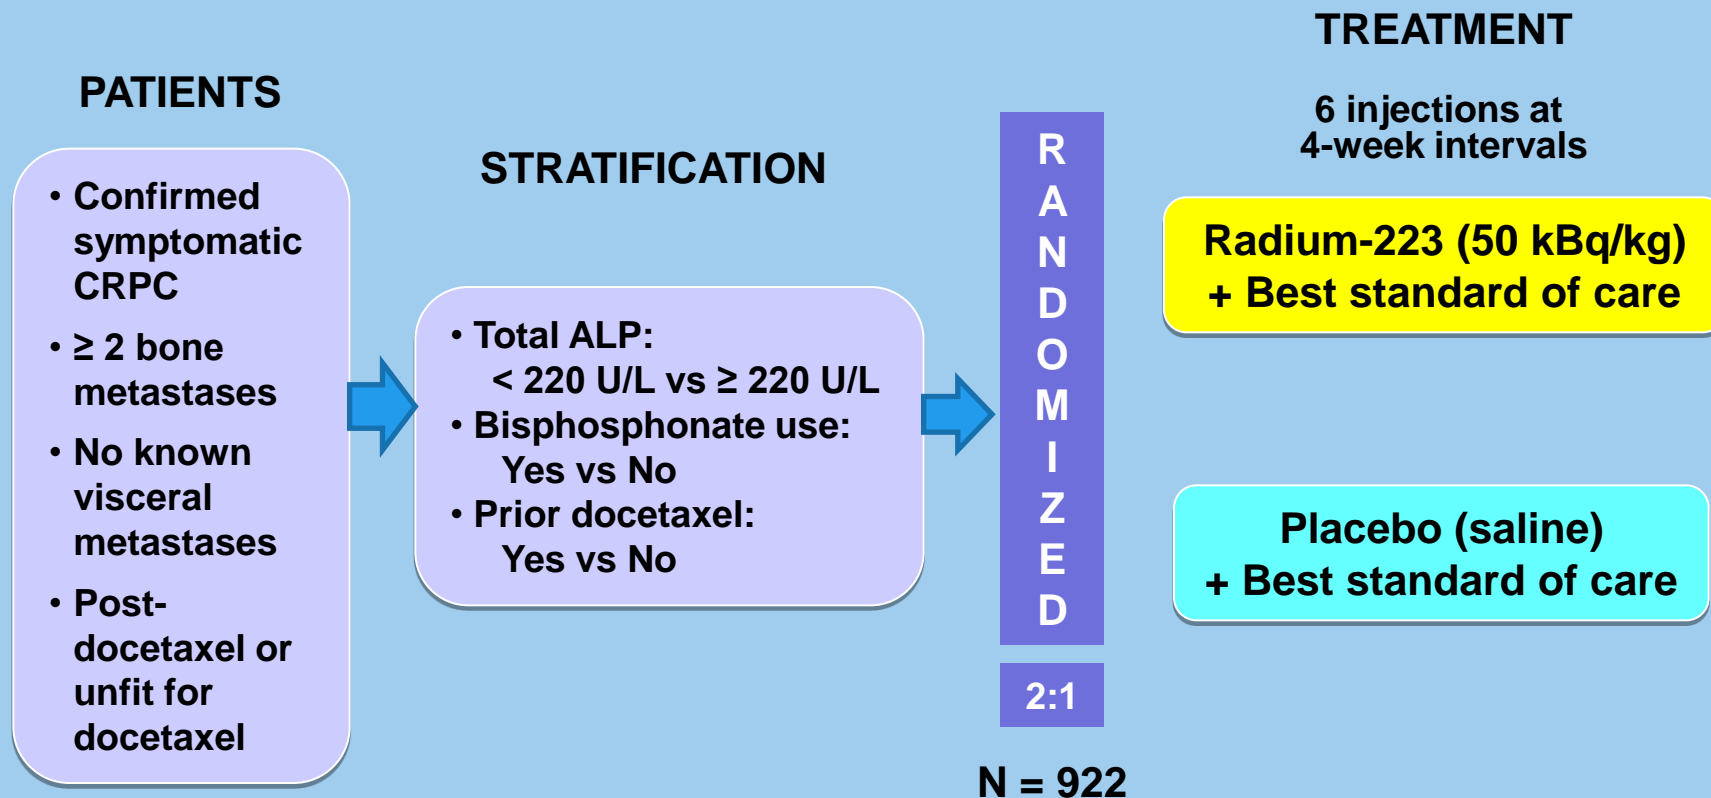 PATIENTS
• Confirmed
symptomatic
CRPC
• ≥ 2 bone
metastases
• No known
visceral
metastases
• Post-
docetaxel or
unfit for
docetaxel
STRATIFICATION
• Total ALP:
< 220 U/L vs ≥ 220 U/L
• Bisphosphonate use:
Yes vs No
• Prior docetaxel:
Yes vs No
R
A
N
D
O
M
I
Z
E
D
2:1
N = 922
TREATMENT
6 injections at
4-week intervals
Radium-223 (50 kBq/kg)
+ Best standard of care
Placebo (saline)
+ Best standard of care